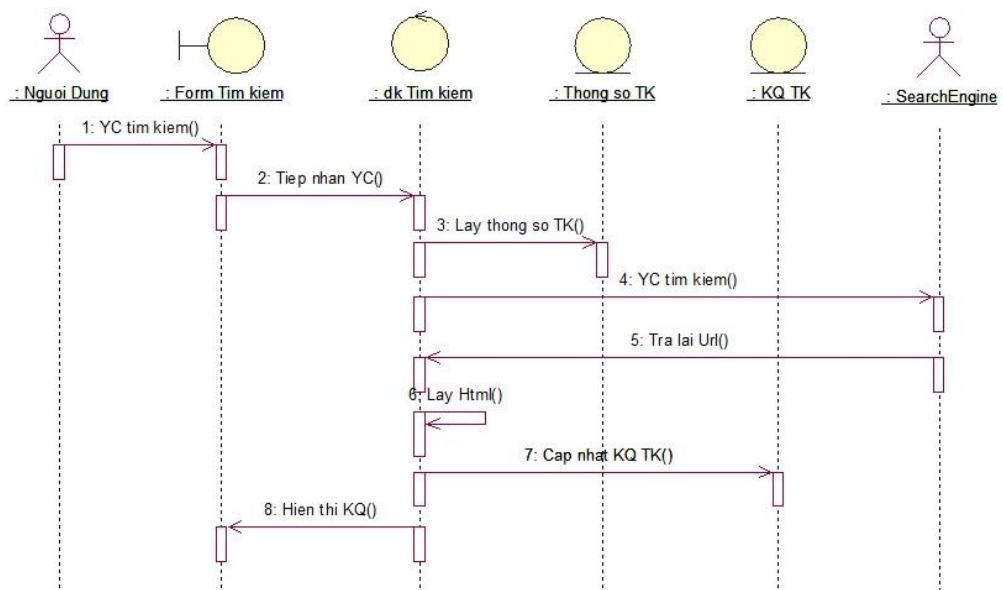 : Nguoi Dung
: Form Tim kiem
: dk Tim kiem
: Thong so TK
: KQ TK
: SearchEngine
1: YC tim kiem()
2: Tiep nhan YC()
3: Lay thong so TK()
4: YC tim kiem()
5: Tra lai Url()
6: Lay Html()
7: Cap nhat KQ TK()
8: Hien thi KQ()